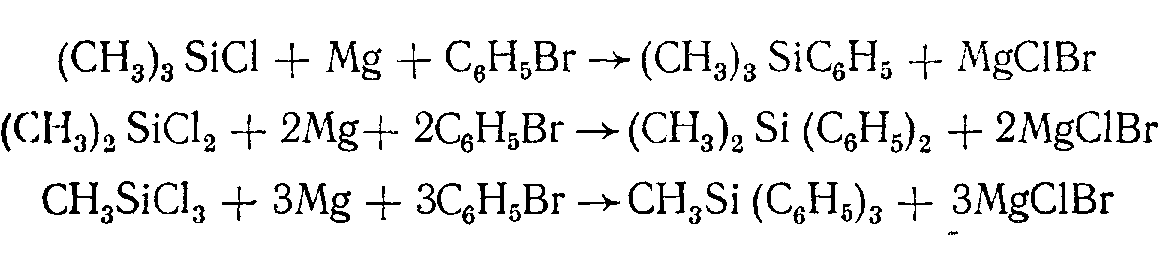 (CH₃)₃ SiCl + Mg + C₆H₅Br → (CH₃)₃ SiC₆H₅ + MgClBr
(CH₃)₂ SiCl₂ + 2Mg + 2C₆H₅Br → (CH₃)₂ Si (C₆H₅)₂ + 2MgClBr
CH₃SiCl₃ + 3Mg + 3C₆H₅Br → CH₃Si (C₆H₅)₃ + 3MgClBr